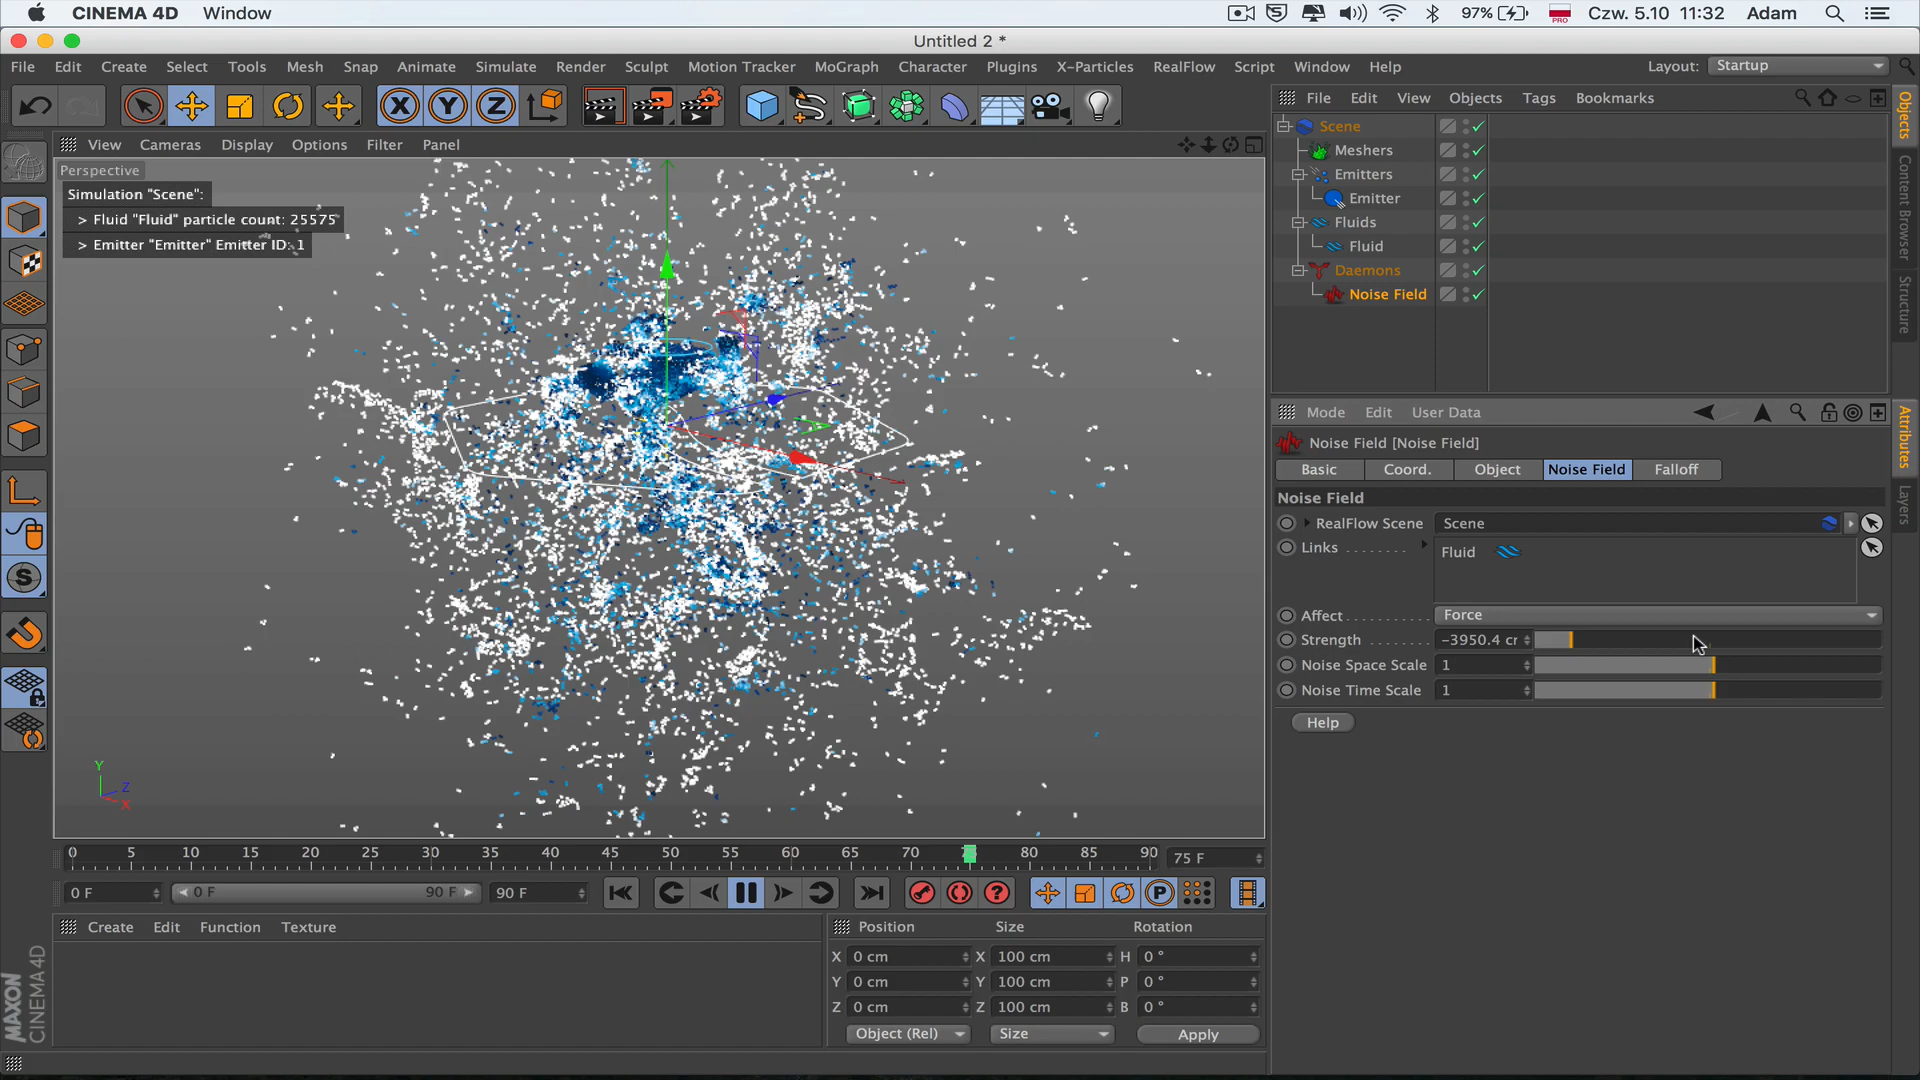 CINEMA 4D Window 97% PRO Czw. 5.10 11:32 Adam
Untitled 2 *
File Edit Create Select Tools Mesh Snap Animate Simulate Render Sculpt Motion Tracker MoGraph Character Plugins X-Particles RealFlow Script Window Help Layout: Startup
X Y Z
File Edit View Objects Tags Bookmarks
View Cameras Display Options Filter Panel
Perspective
Simulation "Scene":
> Fluid "Fluid" particle count: 25575
> Emitter "Emitter" Emitter ID: 1
Scene
Meshers
Emitters
Emitter
Fluids
Fluid
Daemons
Noise Field
Objects
Content Browser
Structure
Mode Edit User Data
Noise Field [Noise Field]
Basic Coord. Object Noise Field Falloff
Noise Field
RealFlow Scene Scene
Links . . . . . . . . Fluid
Affect . . . . . . . Force
Strength . . . . . . . -3950.4 cr
Noise Space Scale 1
Noise Time Scale 1
Help
Attributes
Layers
Y
Z
X
0 5 10 15 20 25 30 35 40 45 50 55 60 65 70 75 80 85 90 75 F
0 F 0 F 90 F 90 F ? P
Create Edit Function Texture
Position Size Rotation
X 0 cm X 100 cm H 0 °
Y 0 cm Y 100 cm P 0 °
Z 0 cm Z 100 cm B 0 °
Object (Rel) Size Apply
MAXON
CINEMA 4D